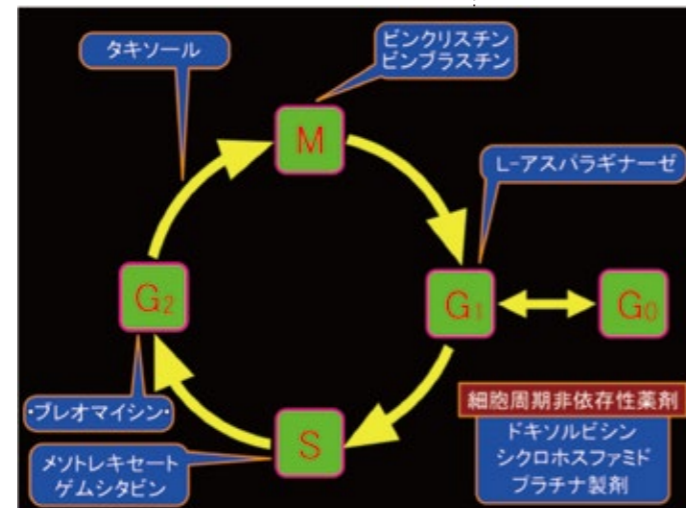 タキソール
ビンクリスチン
ビンブラスチン
M
L-アスパラギナーゼ
G2
G1
G0
・ブレオマイシン・
S
メソトレキセート
ゲムシタビン
細胞周期非依存性薬剤
ドキソルビシン
シクロホスファミド
プラチナ製剤